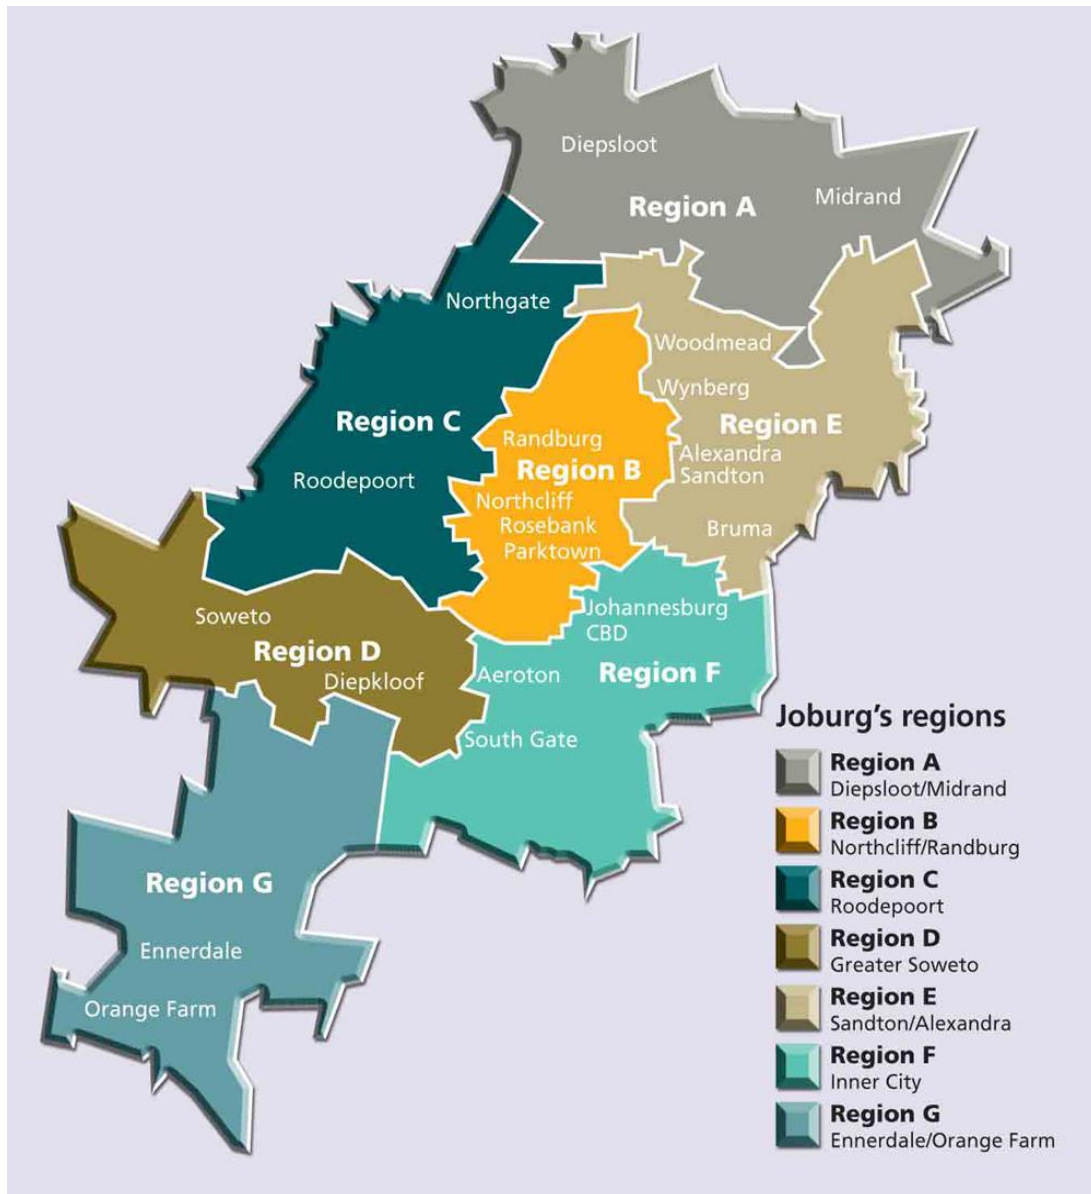 Diepsloot
Midrand
Region A
Northgate
Woodmead
Wynberg
Region C
Region E
Randburg
Alexandra
Region B
Sandton
Roodepoort
Northcliff
Rosebank
Bruma
Parktown
Soweto
Johannesburg
CBD
Region D
Diepkloof
Aeroton
Region F
South Gate
Region G
Ennerdale
Orange Farm
Joburg's regions
Region A
Diepsloot/Midrand
Region B
Northcliff/Randburg
Region C
Roodepoort
Region D
Greater Soweto
Region E
Sandton/Alexandra
Region F
Inner City
Region G
Ennerdale/Orange Farm